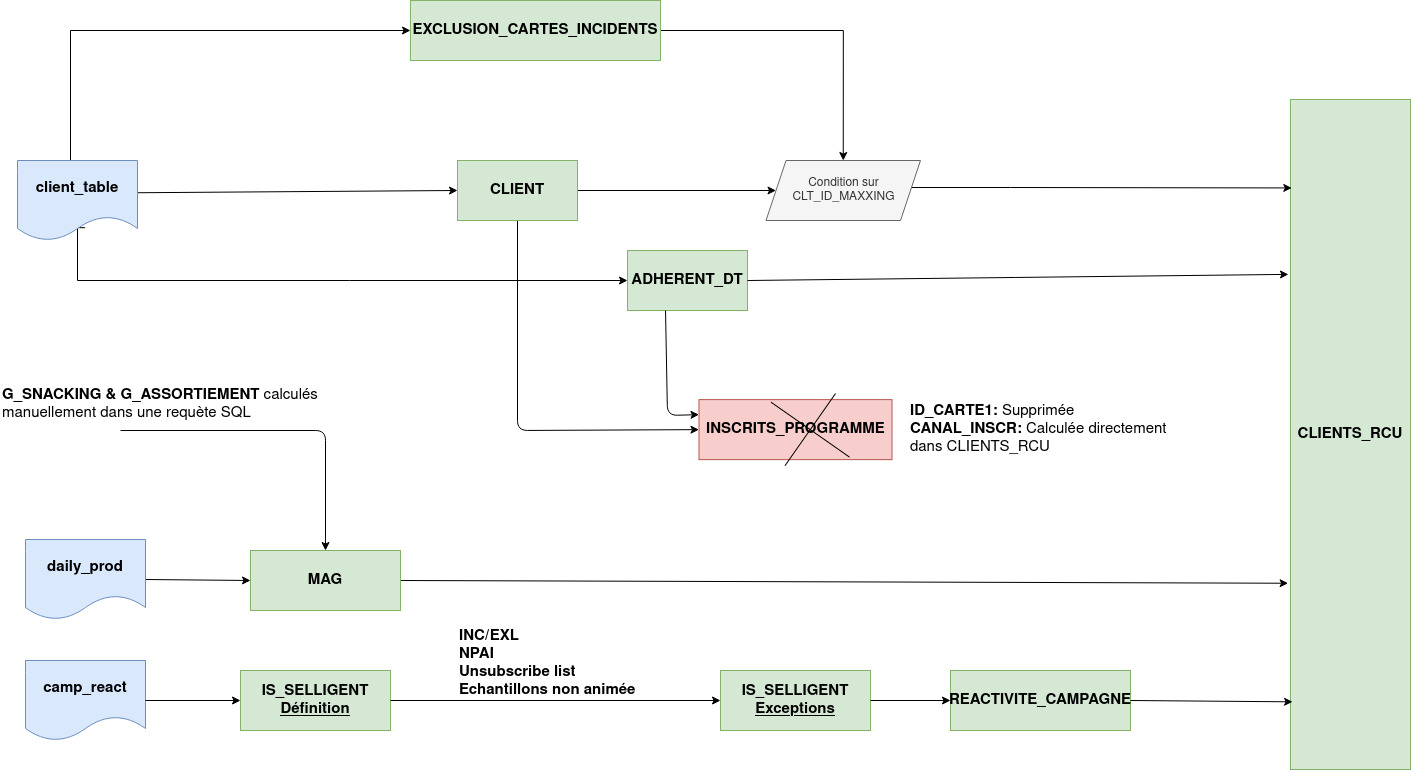 EXCLUSION_CARTES_INCIDENTS
client_table
CLIENT
Condition sur
CLT_ID_MAXXING
ADHERENT_DT
G_SNACKING & G_ASSORTIEMENT calculés
manuellement dans une requète SQL
INSCRITS_PROGRAMME
ID_CARTE1: Supprimée
CANAL_INSCR: Calculée directement
dans CLIENTS_RCU
CLIENTS_RCU
daily_prod
MAG
INC/EXL
NPAI
Unsubscribe list
Echantillons non animée
camp_react
IS_SELLIGENT
Définition
IS_SELLIGENT
Exceptions
REACTIVITE_CAMPAGNE